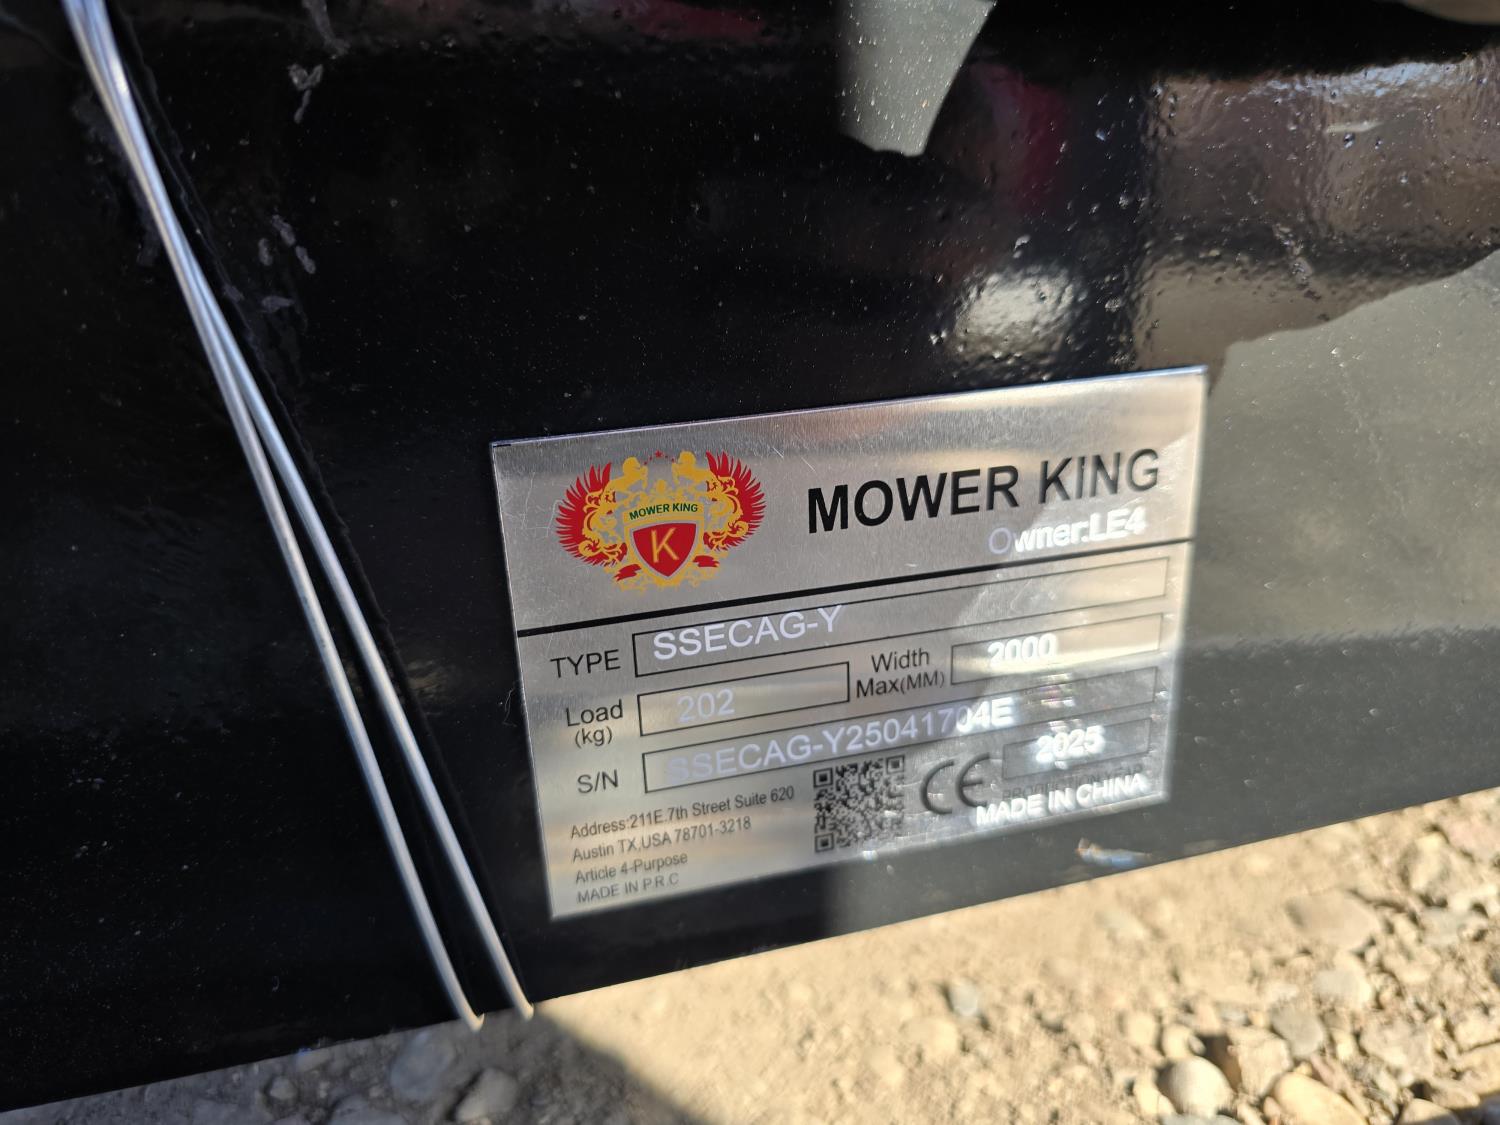 MOWER KING
K
MOWER KING
Owner:LE4
TYPE SSECAG-Y
Load (kg) 202 Width Max(MM) 2000
S/N SSECAG-Y25041704E
2025
CE
PRODUCTION YEAR
MADE IN CHINA
Address:211E.7th Street Suite 620
Austin TX,USA 78701-3218
Article 4-Purpose
MADE IN P.R.C